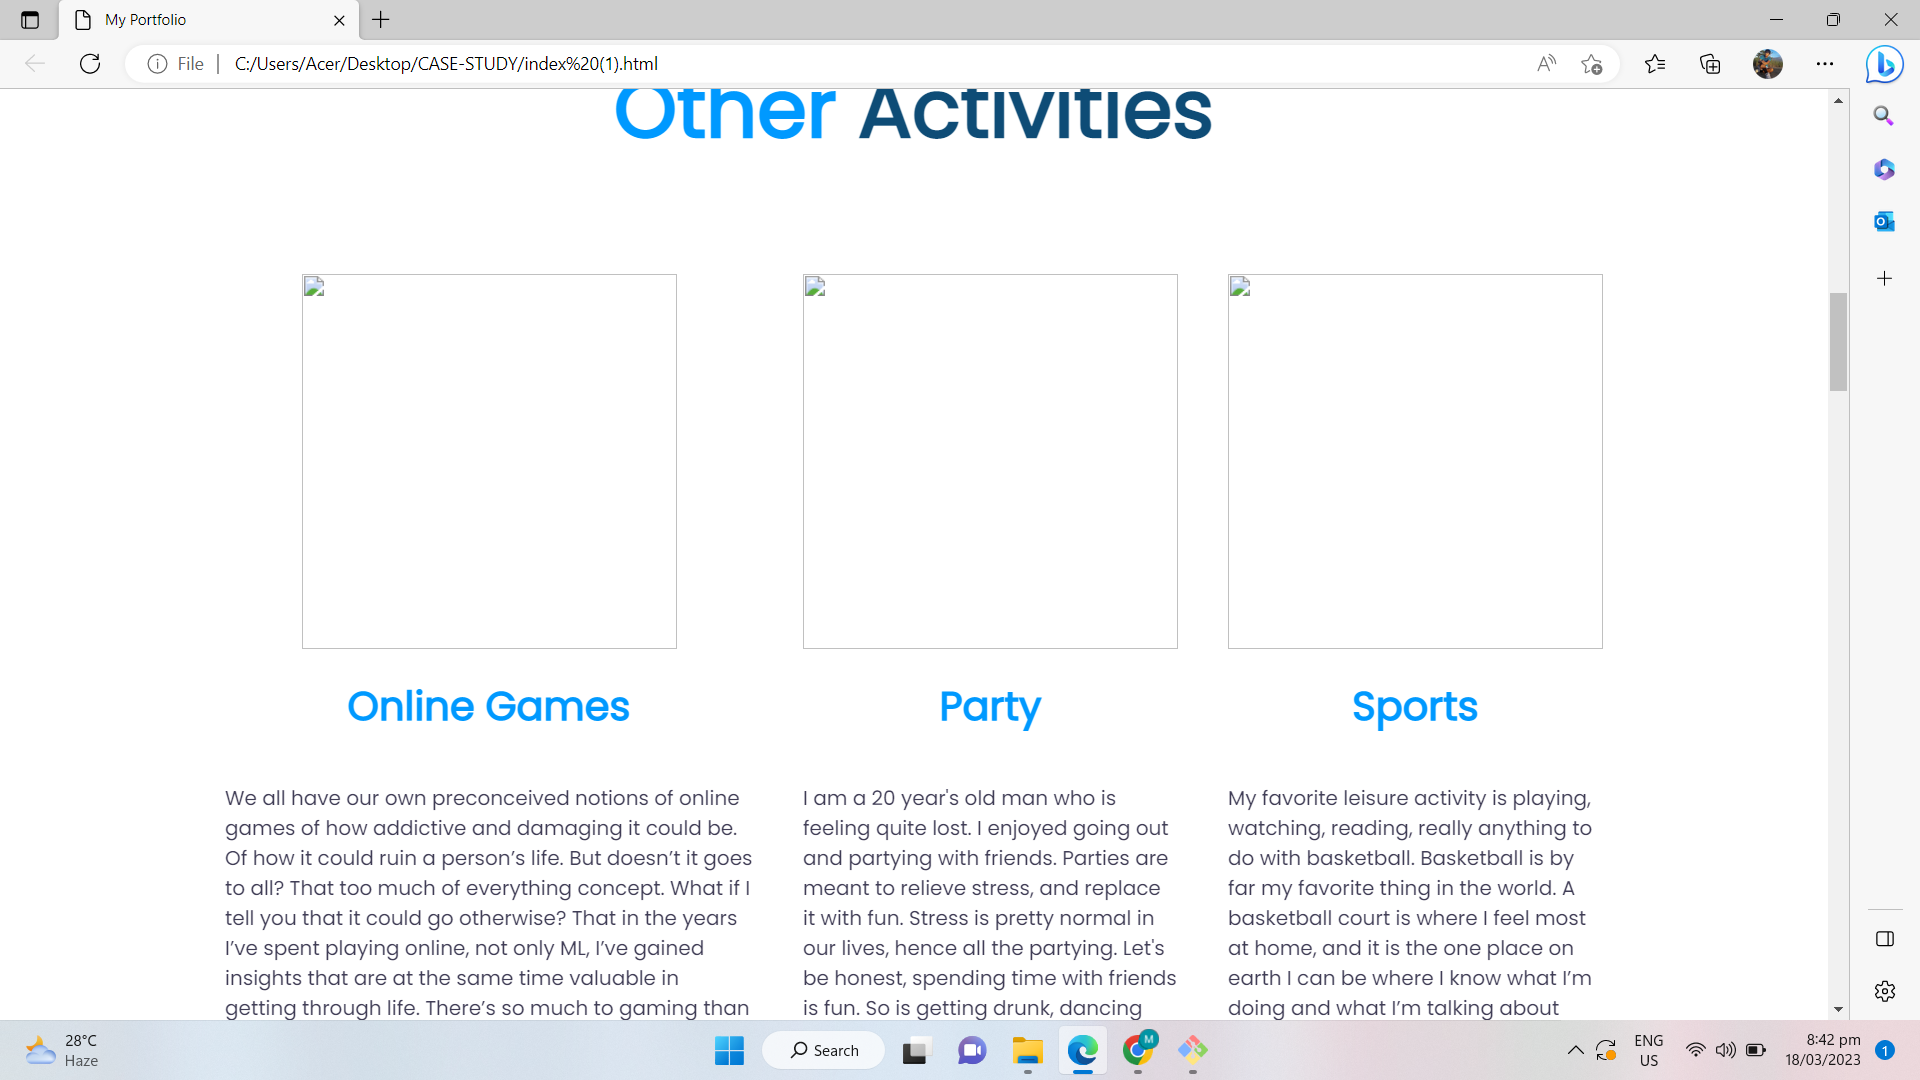 My Portfolio
File
C:/Users/Acer/Desktop/CASE-STUDY/index%20(1).html
Other Activities
Online Games
Party
Sports
We all have our own preconceived notions of online
games of how addictive and damaging it could be.
Of how it could ruin a person’s life. But doesn’t it goes
to all? That too much of everything concept. What if I
tell you that it could go otherwise? That in the years
I’ve spent playing online, not only ML, I’ve gained
insights that are at the same time valuable in
getting through life. There’s so much to gaming than
I am a 20 year's old man who is
feeling quite lost. I enjoyed going out
and partying with friends. Parties are
meant to relieve stress, and replace
it with fun. Stress is pretty normal in
our lives, hence all the partying. Let's
be honest, spending time with friends
is fun. So is getting drunk, dancing
My favorite leisure activity is playing,
watching, reading, really anything to
do with basketball. Basketball is by
far my favorite thing in the world. A
basketball court is where I feel most
at home, and it is the one place on
earth I can be where I know what I’m
doing and what I’m talking about
28°C
Haze
Search
M
ENG
US
8:42 pm
18/03/2023
1